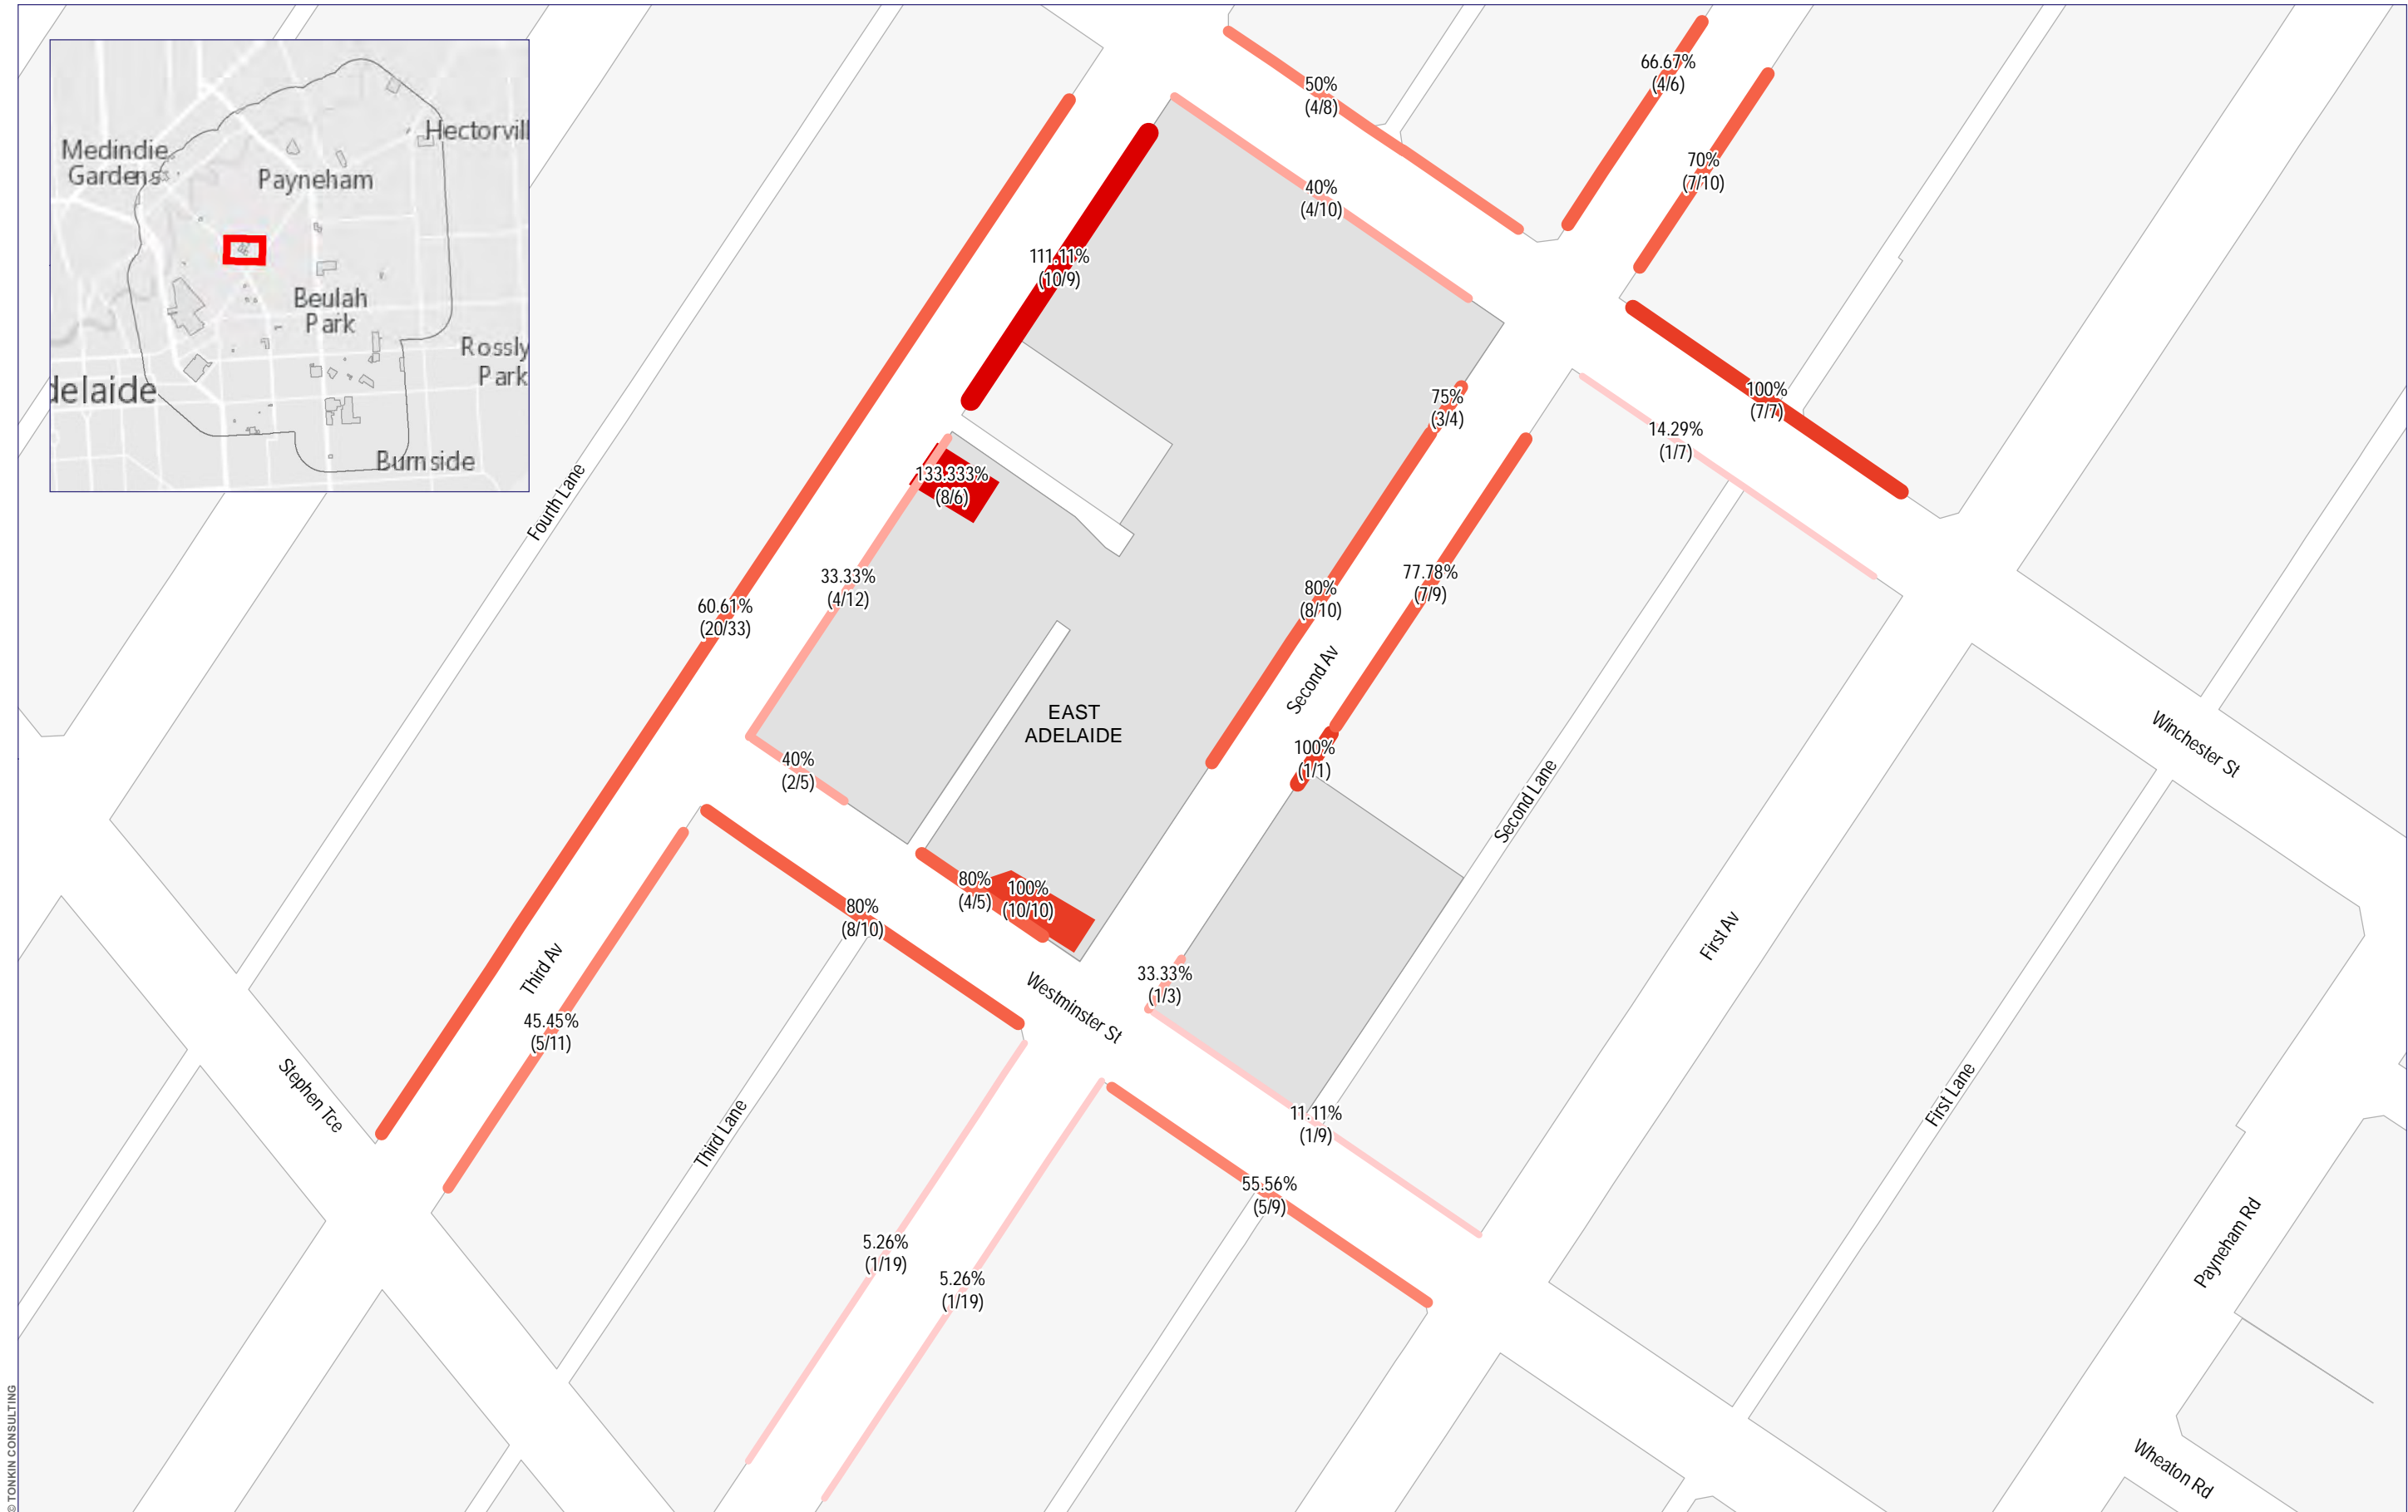 Medindie
Gardens
Hectorvill
Payneham
Beulah
Park
Rossly
Park
delaide
Burnside
50%
(4/8)
66.67%
(4/6)
70%
(7/10)
40%
(4/10)
111.11%
(10/9)
100%
(7/7)
75%
(3/4)
14.29%
(1/7)
133.333%
(8/6)
Fourth Lane
33.33%
(4/12)
77.78%
(7/9)
80%
(8/10)
60.61%
(20/33)
Second Av
EAST
ADELAIDE
100%
(1/1)
40%
(2/5)
Second Lane
Winchester St
80%
(4/5)
100%
(10/10)
80%
(8/10)
First Av
Third Av
33.33%
(1/3)
Westminster St
45.45%
(5/11)
Stephen Tce
Third Lane
11.11%
(1/9)
First Lane
55.56%
(5/9)
5.26%
(1/19)
5.26%
(1/19)
Payneham Rd
Wheaton Rd
© TONKIN CONSULTING